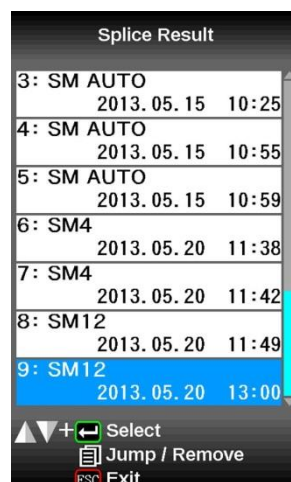 Splice Result
3: SM AUTO
2013.05.15 10:25
4: SM AUTO
2013.05.15 10:55
5: SM AUTO
2013.05.15 10:59
6: SM4
2013.05.20 11:38
7: SM4
2013.05.20 11:42
8: SM12
2013.05.20 11:49
9: SM12
2013.05.20 13:00
▲▼+ Select
Jump / Remove
ESC Exit